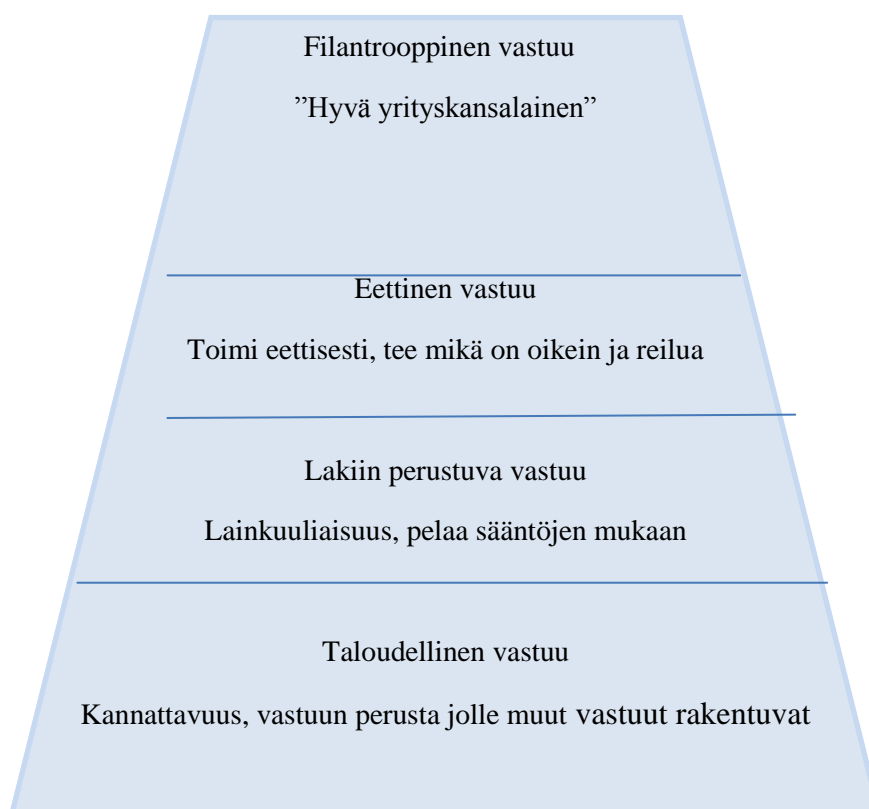 Filantrooppinen vastuu
”Hyvä yrityskansalainen”
Eettinen vastuu
Toimi eettisesti, tee mikä on oikein ja reilua
Lakiin perustuva vastuu
Lainkuuliaisuus, pelaa sääntöjen mukaan
Taloudellinen vastuu
Kannattavuus, vastuun perusta jolle muut vastuut rakentuvat